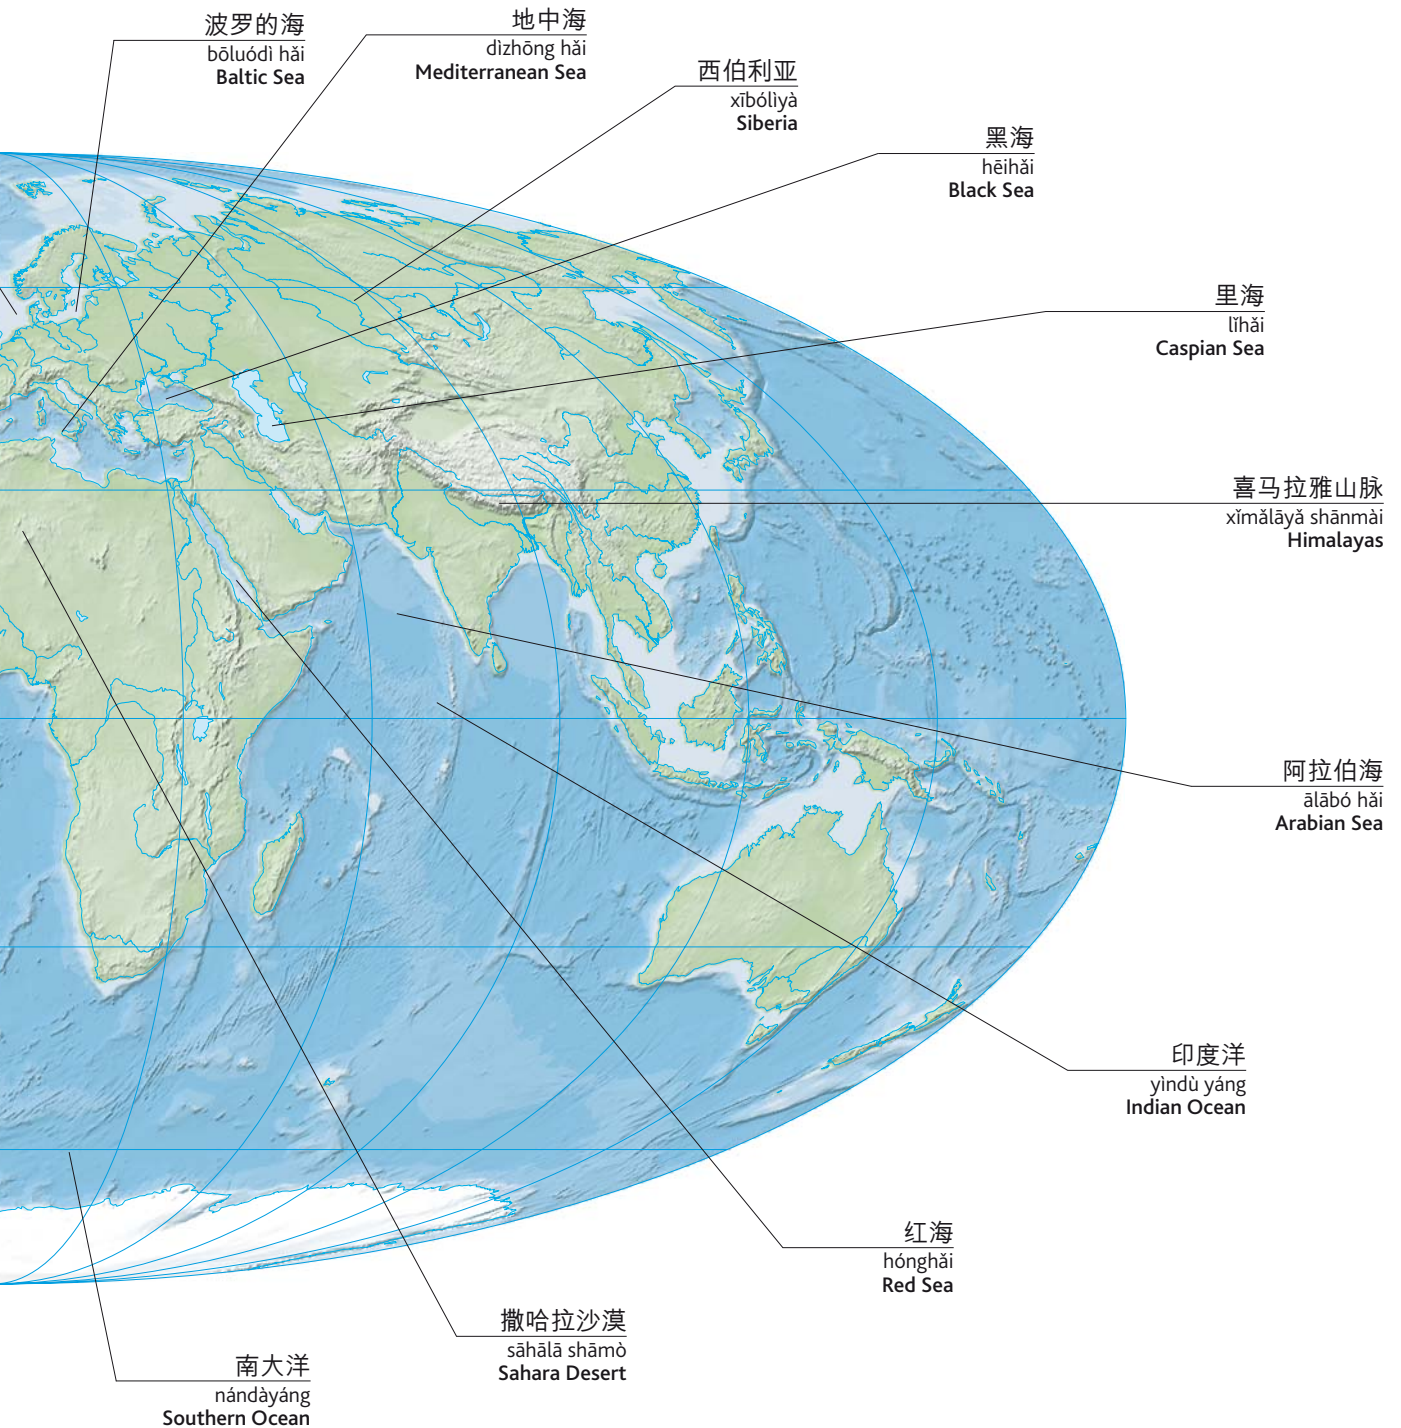 波罗的海
bōluódì hǎi
Baltic Sea
地中海
dìzhōng hǎi
Mediterranean Sea
西伯利亚
xībólìyà
Siberia
黑海
hēihǎi
Black Sea
里海
lǐhǎi
Caspian Sea
喜马拉雅山脉
xǐmǎlāyǎ shānmài
Himalayas
阿拉伯海
ālābó hǎi
Arabian Sea
印度洋
yìndù yáng
Indian Ocean
红海
hónghǎi
Red Sea
撒哈拉沙漠
sāhālā shāmò
Sahara Desert
南大洋
nándàyáng
Southern Ocean